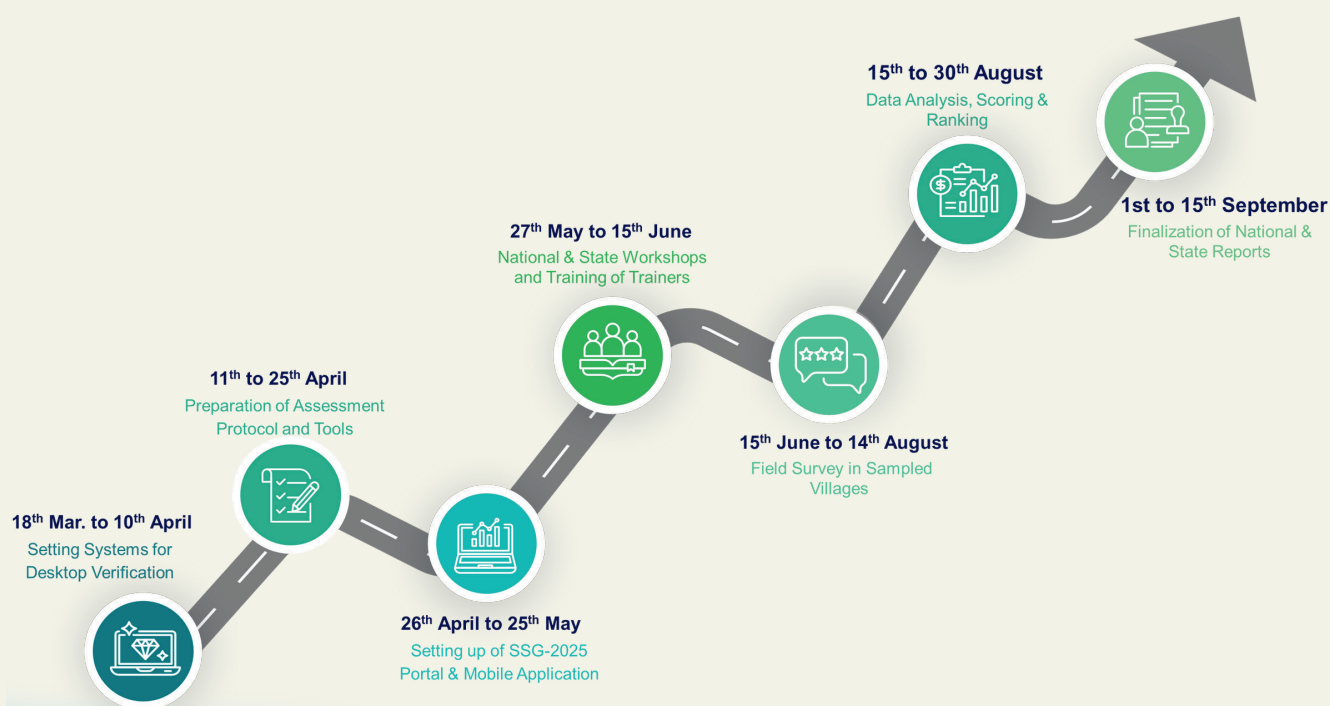 18th Mar. to 10th April
Setting Systems for
Desktop Verification
11th to 25th April
Preparation of Assessment
Protocol and Tools
26th April to 25th May
Setting up of SSG-2025
Portal & Mobile Application
27th May to 15th June
National & State Workshops
and Training of Trainers
15th June to 14th August
Field Survey in Sampled
Villages
15th to 30th August
Data Analysis, Scoring &
Ranking
1st to 15th September
Finalization of National &
State Reports